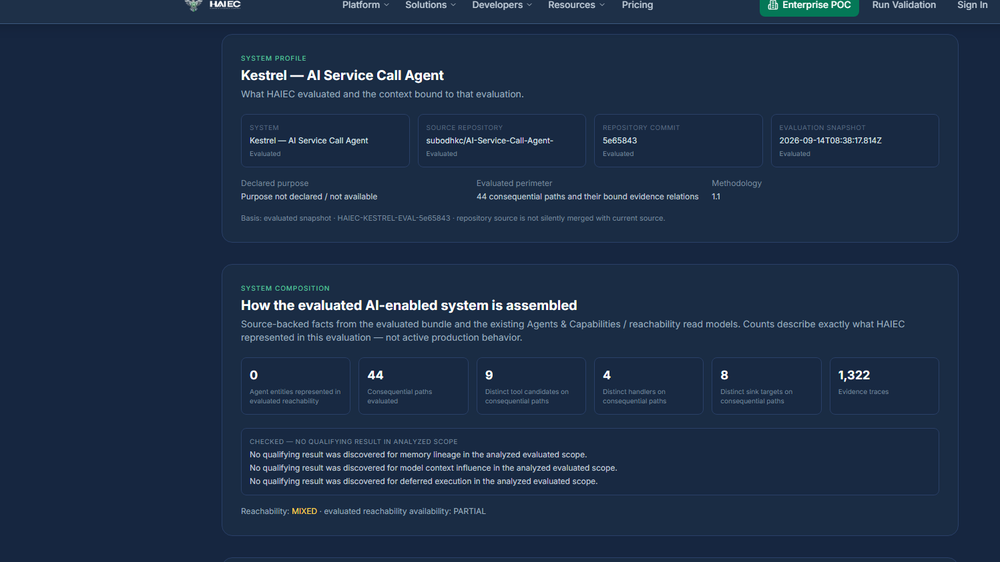 HAIEC
Platform Solutions Developers Resources Pricing Enterprise POC Run Validation Sign In
SYSTEM PROFILE
Kestrel — AI Service Call Agent
What HAIEC evaluated and the context bound to that evaluation.
SYSTEM
Kestrel — AI Service Call Agent
Evaluated
SOURCE REPOSITORY
subodhkc/AI-Service-Call-Agent-
Evaluated
REPOSITORY COMMIT
5e65843
Evaluated
EVALUATION SNAPSHOT
2026-09-14T08:38:17.814Z
Evaluated
Declared purpose
Purpose not declared / not available
Evaluated perimeter
44 consequential paths and their bound evidence relations
Methodology
1.1
Basis: evaluated snapshot · HAIEC-KESTREL-EVAL-5e65843 · repository source is not silently merged with current source.
SYSTEM COMPOSITION
How the evaluated AI-enabled system is assembled
Source-backed facts from the evaluated bundle and the existing Agents & Capabilities / reachability read models. Counts describe exactly what HAIEC
represented in this evaluation — not active production behavior.
0
Agent entities represented in
evaluated reachability
44
Consequential paths
evaluated
9
Distinct tool candidates on
consequential paths
4
Distinct handlers on
consequential paths
8
Distinct sink targets on
consequential paths
1,322
Evidence traces
CHECKED — NO QUALIFYING RESULT IN ANALYZED SCOPE
No qualifying result was discovered for memory lineage in the analyzed evaluated scope.
No qualifying result was discovered for model context influence in the analyzed evaluated scope.
No qualifying result was discovered for deferred execution in the analyzed evaluated scope.
Reachability: MIXED · evaluated reachability availability: PARTIAL